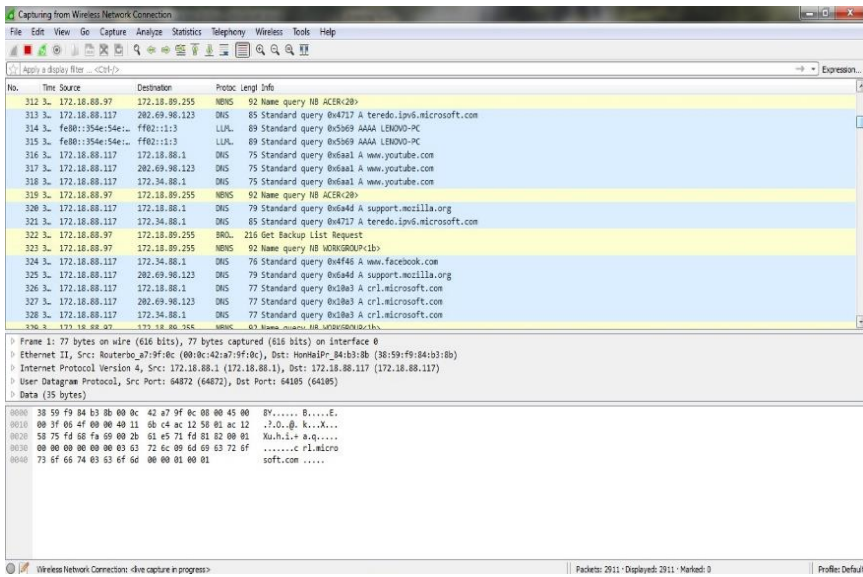 Capturing from Wireless Network Connection
File Edit View Go Capture Analyze Statistics Telephony Wireless Tools Help
Apply a display filter ... <Ctrl-/> Expression...
No. Time Source Destination Protoc Lengl Info
312 3... 172.18.88.97 172.18.89.255 NBNS 92 Name query NB ACER<20>
313 3... 172.18.88.117 202.69.98.123 DNS 85 Standard query 0x4717 A teredo.ipv6.microsoft.com
314 3... fe80::354e:54e:... ff02::1:3 LLM... 89 Standard query 0x5b69 AAAA LENOVO-PC
315 3... fe80::354e:54e:... ff02::1:3 LLM... 89 Standard query 0x5b69 AAAA LENOVO-PC
316 3... 172.18.88.117 172.18.88.1 DNS 75 Standard query 0x6aa1 A www.youtube.com
317 3... 172.18.88.117 202.69.98.123 DNS 75 Standard query 0x6aa1 A www.youtube.com
318 3... 172.18.88.117 172.34.88.1 DNS 75 Standard query 0x6aa1 A www.youtube.com
319 3... 172.18.88.97 172.18.89.255 NBNS 92 Name query NB ACER<20>
320 3... 172.18.88.117 172.34.88.1 DNS 79 Standard query 0x6a4d A support.mozilla.org
321 3... 172.18.88.117 172.34.88.1 DNS 85 Standard query 0x4717 A teredo.ipv6.microsoft.com
322 3... 172.18.88.97 172.18.89.255 BRO... 216 Get Backup List Request
323 3... 172.18.88.97 172.18.89.255 NBNS 92 Name query NB WORKGROUP<1b>
324 3... 172.18.88.117 172.34.88.1 DNS 76 Standard query 0x4f46 A www.facebook.com
325 3... 172.18.88.117 202.69.98.123 DNS 79 Standard query 0x6a4d A support.mozilla.org
326 3... 172.18.88.117 172.18.88.1 DNS 77 Standard query 0x10a3 A crl.microsoft.com
327 3... 172.18.88.117 202.69.98.123 DNS 77 Standard query 0x10a3 A crl.microsoft.com
328 3... 172.18.88.117 172.34.88.1 DNS 77 Standard query 0x10a3 A crl.microsoft.com
329 3... 172.18.88.97 172.18.89.255 NBNS 92 Name query NB WORKGROUP<1b>
Frame 1: 77 bytes on wire (616 bits), 77 bytes captured (616 bits) on interface 0
Ethernet II, Src: Routerbo_a7:9f:0c (00:0c:42:a7:9f:0c), Dst: HonHaiPr_84:b3:8b (38:59:f9:84:b3:8b)
Internet Protocol Version 4, Src: 172.18.88.1 (172.18.88.1), Dst: 172.18.88.117 (172.18.88.117)
User Datagram Protocol, Src Port: 64872 (64872), Dst Port: 64105 (64105)
Data (35 bytes)
0000 38 59 f9 84 b3 8b 00 0c 42 a7 9f 0c 08 00 45 00 8Y...... B.....E.
0010 00 3f 06 4f 00 00 40 11 6b c4 ac 12 58 01 ac 12 .?.O..@. k...X...
0020 58 75 fd 68 fa 69 00 2b 61 e5 71 fd 81 82 00 01 Xu.h.i.+ a.q.....
0030 00 00 00 00 00 00 03 63 72 6c 09 6d 69 63 72 6f .......c rl.micro
0040 73 6f 66 74 03 63 6f 6d 00 00 01 00 01 soft.com .....
Wireless Network Connection: <live capture in progress> Packets: 2911 · Displayed: 2911 · Marked: 0 Profile: Defaul